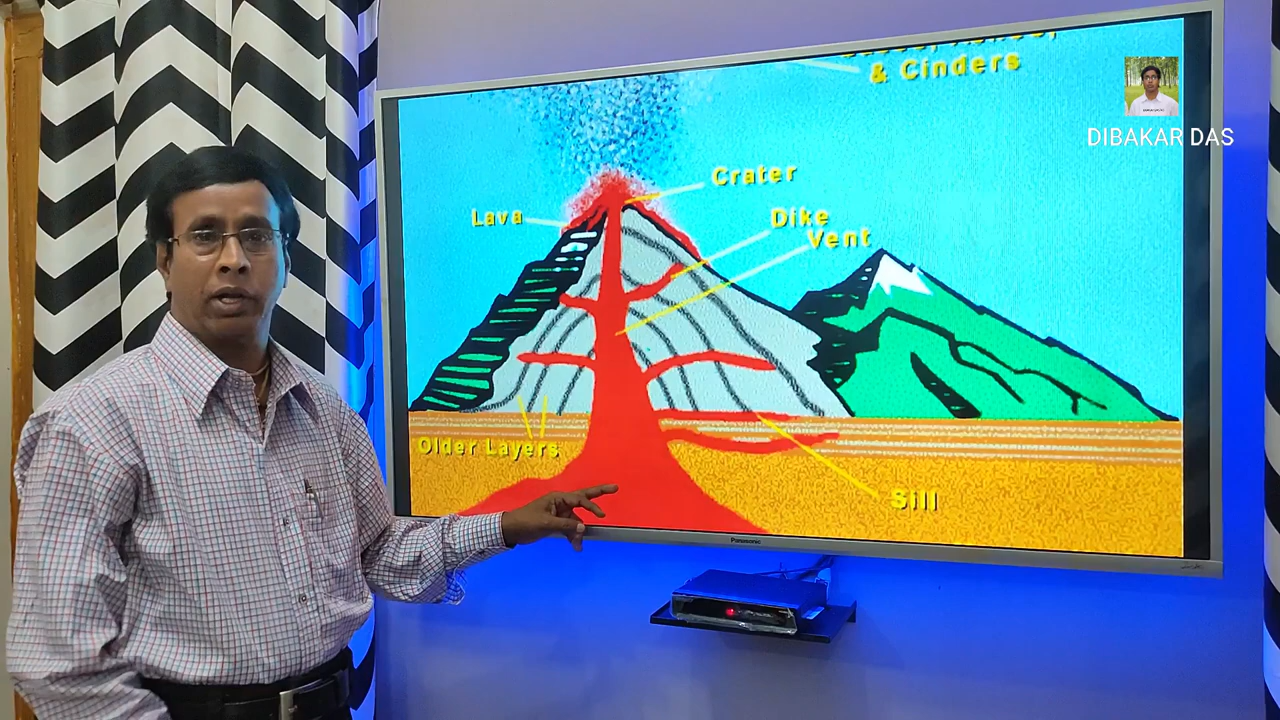 & Cinders
DIBAKAR DAS
Crater
Lava
Dike
Vent
Older Layers
Sill
Panasonic